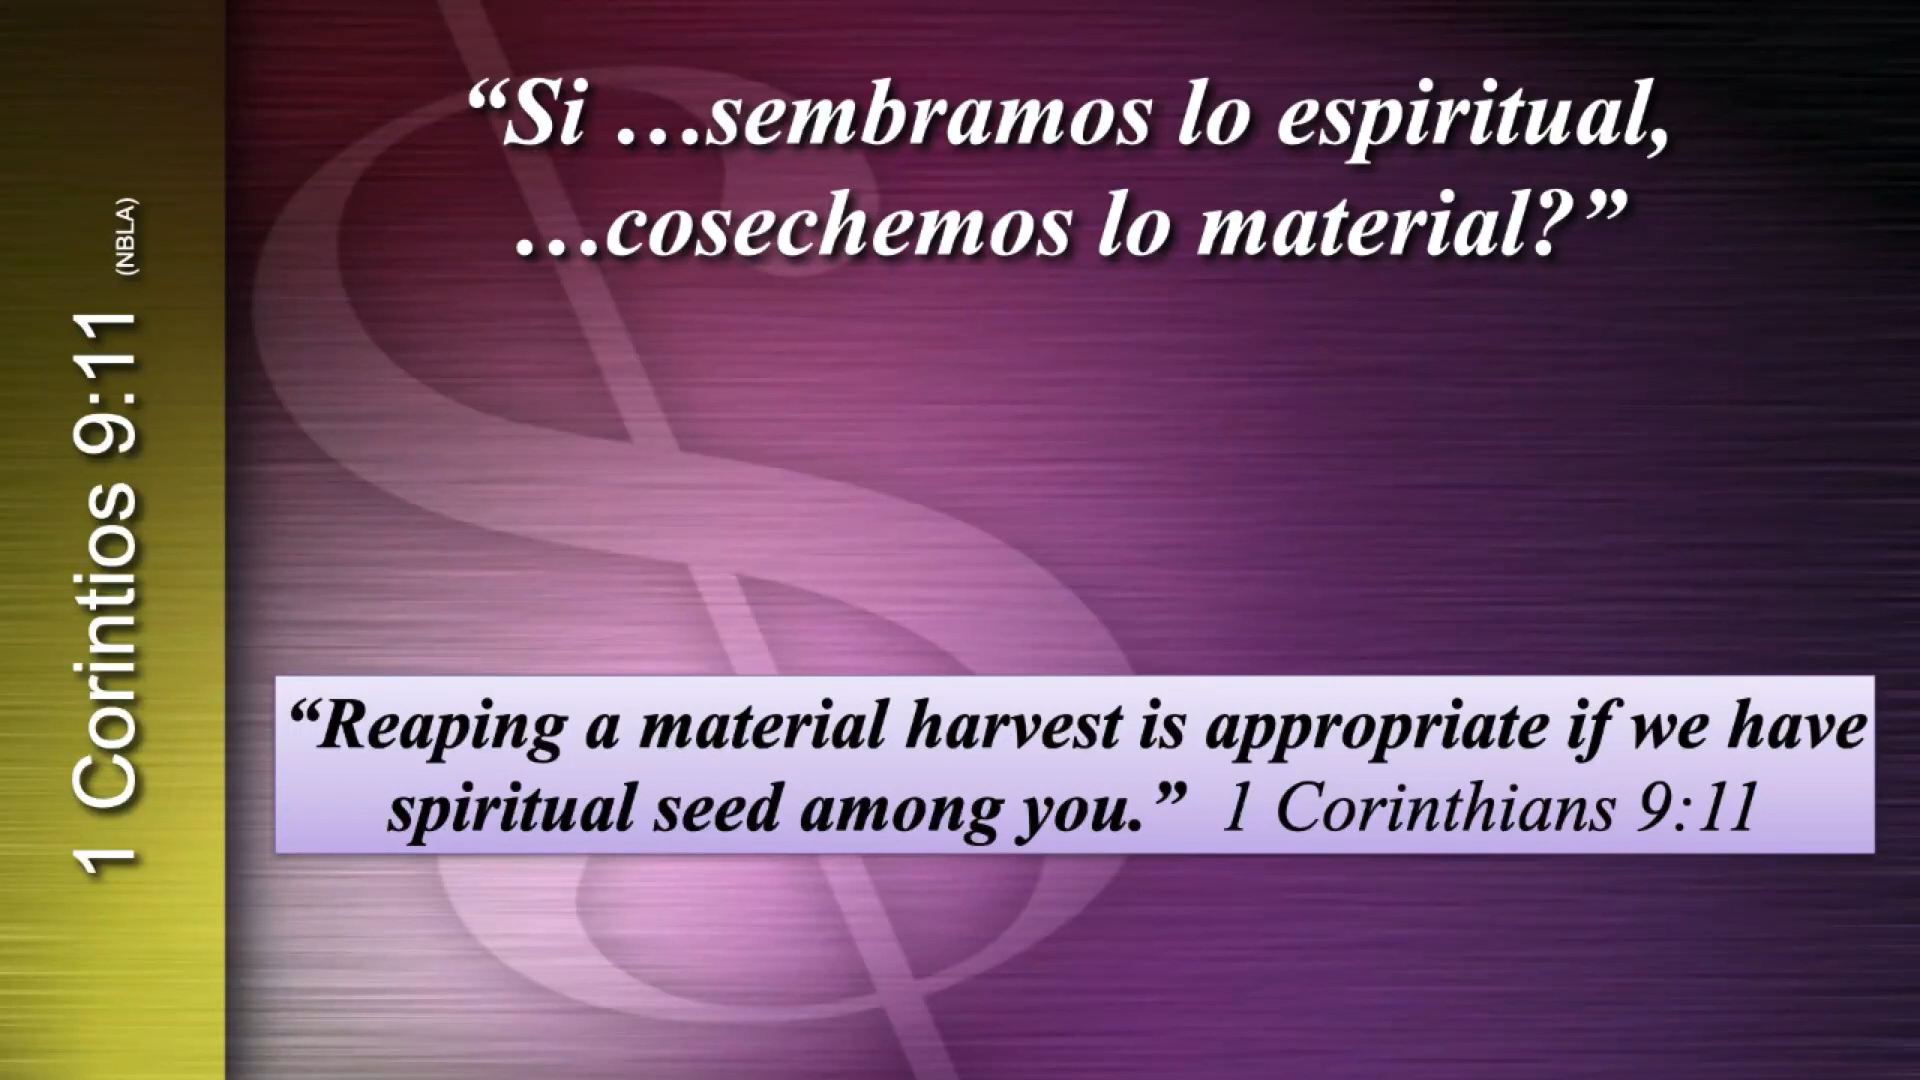 “Si ...sembramos lo espiritual,
...cosechemos lo material?”
1 Corintios 9:11 (NBLA)
“Reaping a material harvest is appropriate if we have
spiritual seed among you.” 1 Corinthians 9:11